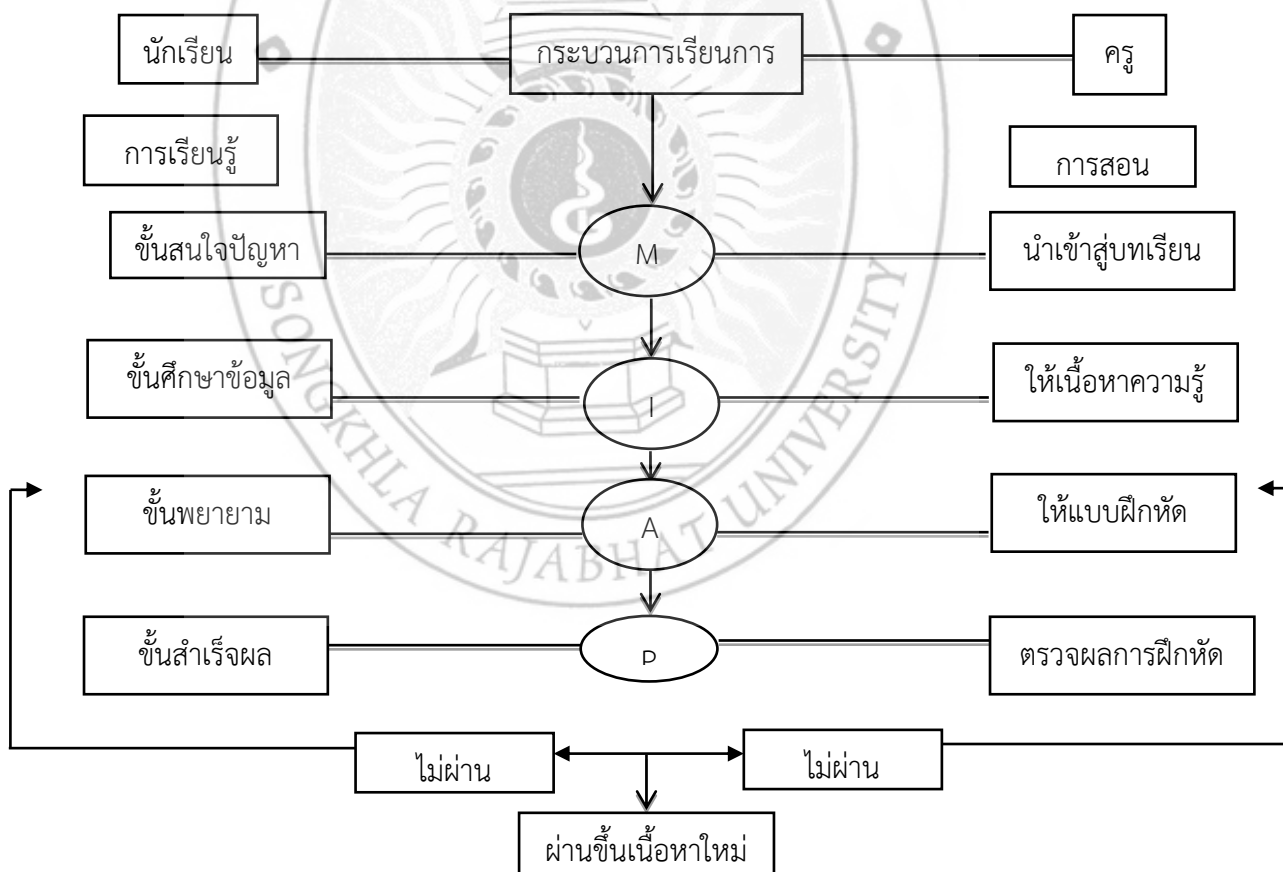 นักเรียน
กระบวนการเรียนการ
ครู
การเรียนรู้
การสอน
ขั้นสนใจปัญหา
M
นำเข้าสู่บทเรียน
ขั้นศึกษาข้อมูล
I
ให้เนื้อหาความรู้
ขั้นพยายาม
A
ให้แบบฝึกหัด
ขั้นสำเร็จผล
P
ตรวจผลการฝึกหัด
ไม่ผ่าน
ไม่ผ่าน
ผ่านขึ้นเนื้อหาใหม่
SONGKHLA RAJABHAT UNIVERSITY